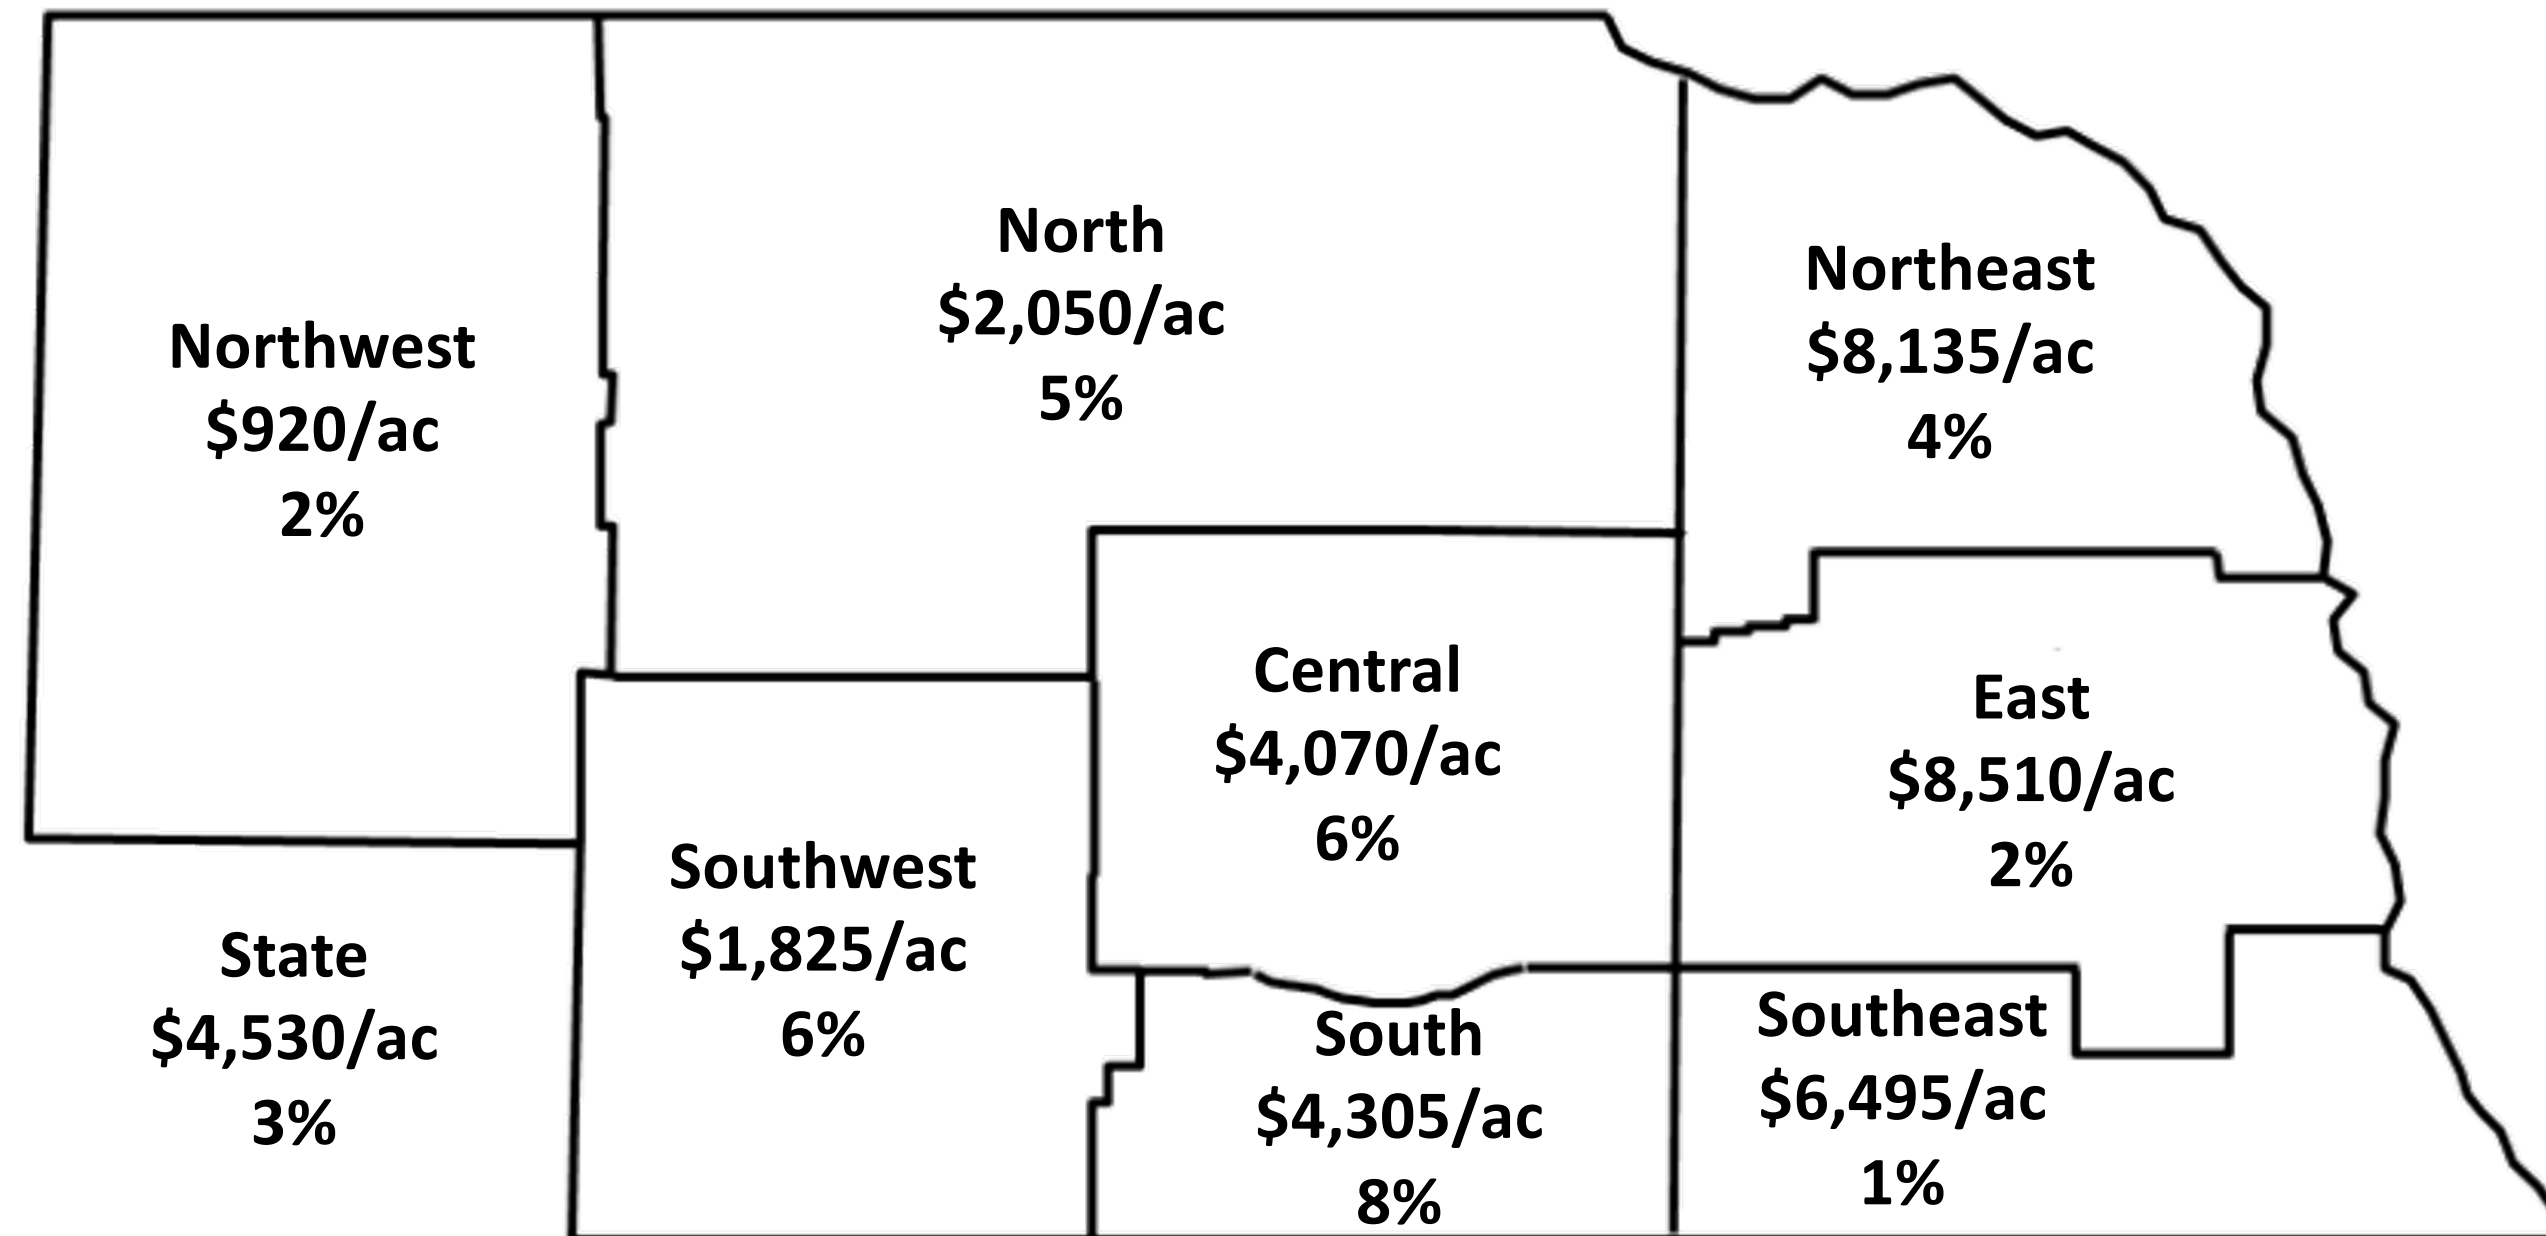 North
$2,050/ac
5%
Northeast
$8,135/ac
4%
Northwest
$920/ac
2%
Central
$4,070/ac
6%
East
$8,510/ac
2%
Southwest
$1,825/ac
6%
State
$4,530/ac
3%
South
$4,305/ac
8%
Southeast
$6,495/ac
1%